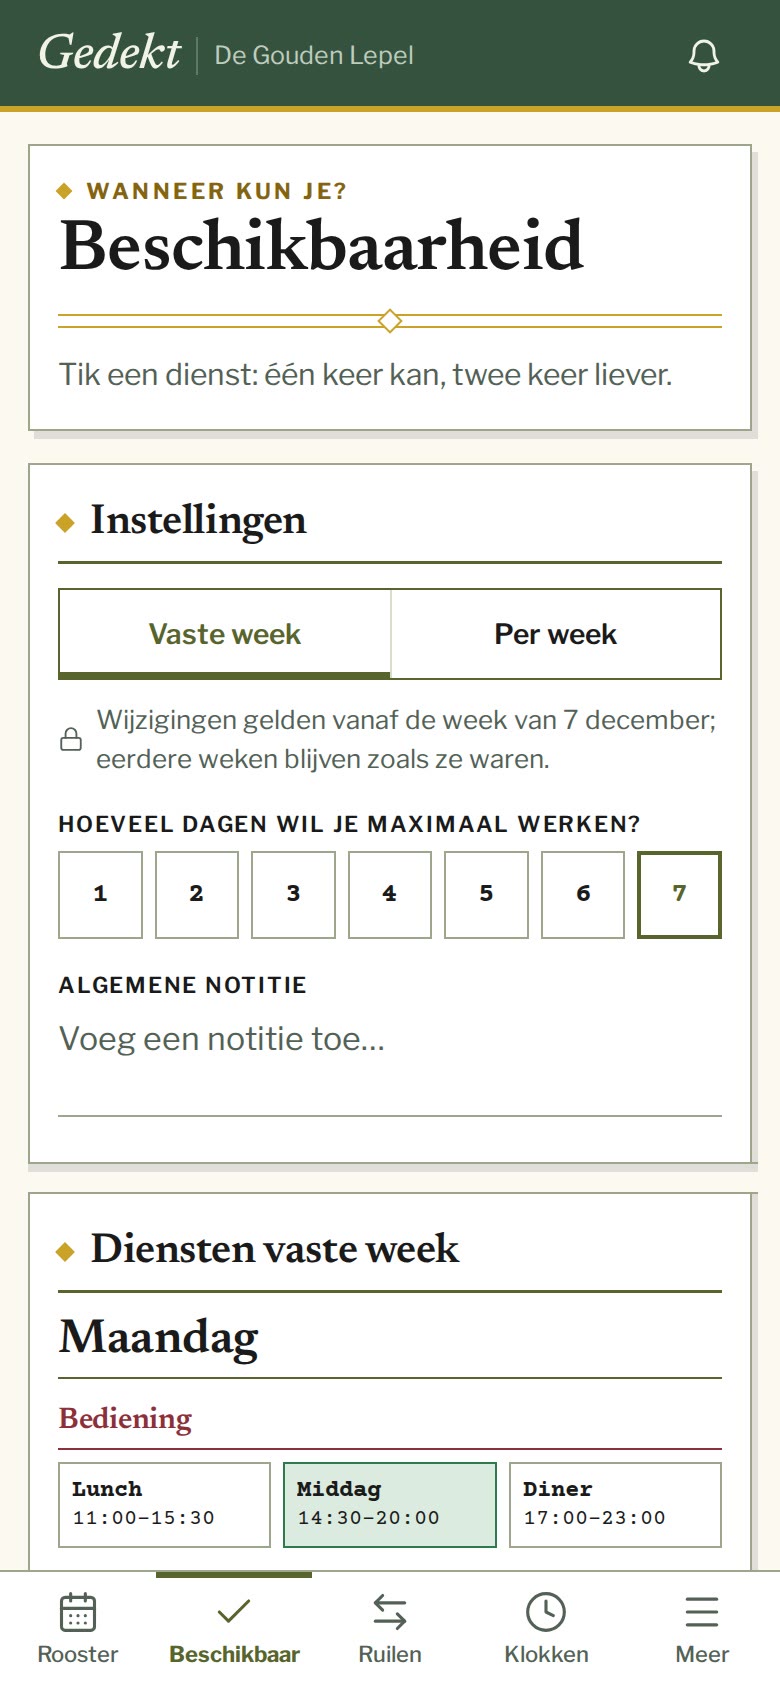 Gedekt De Gouden Lepel
WANNEER KUN JE?
Beschikbaarheid
Tik een dienst: één keer kan, twee keer liever.
Instellingen
Vaste week Per week
Wijzigingen gelden vanaf de week van 7 december;
eerdere weken blijven zoals ze waren.
HOEVEEL DAGEN WIL JE MAXIMAAL WERKEN?
1 2 3 4 5 6 7
ALGEMENE NOTITIE
Voeg een notitie toe...
Diensten vaste week
Maandag
Bediening
Lunch Middag Diner
11:00–15:30 14:30–20:00 17:00–23:00
Rooster Beschikbaar Ruilen Klokken Meer